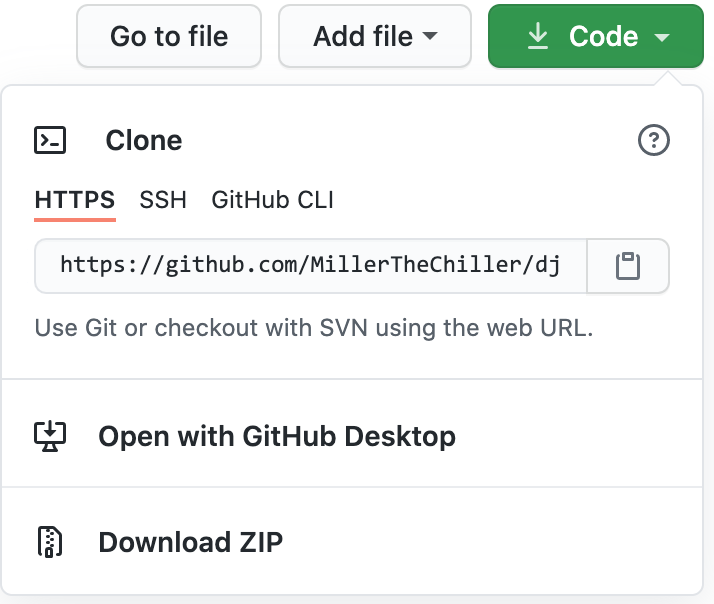 Go to file Add file Code
Clone
HTTPS SSH GitHub CLI
https://github.com/MillerTheChiller/dj
Use Git or checkout with SVN using the web URL.
Open with GitHub Desktop
Download ZIP